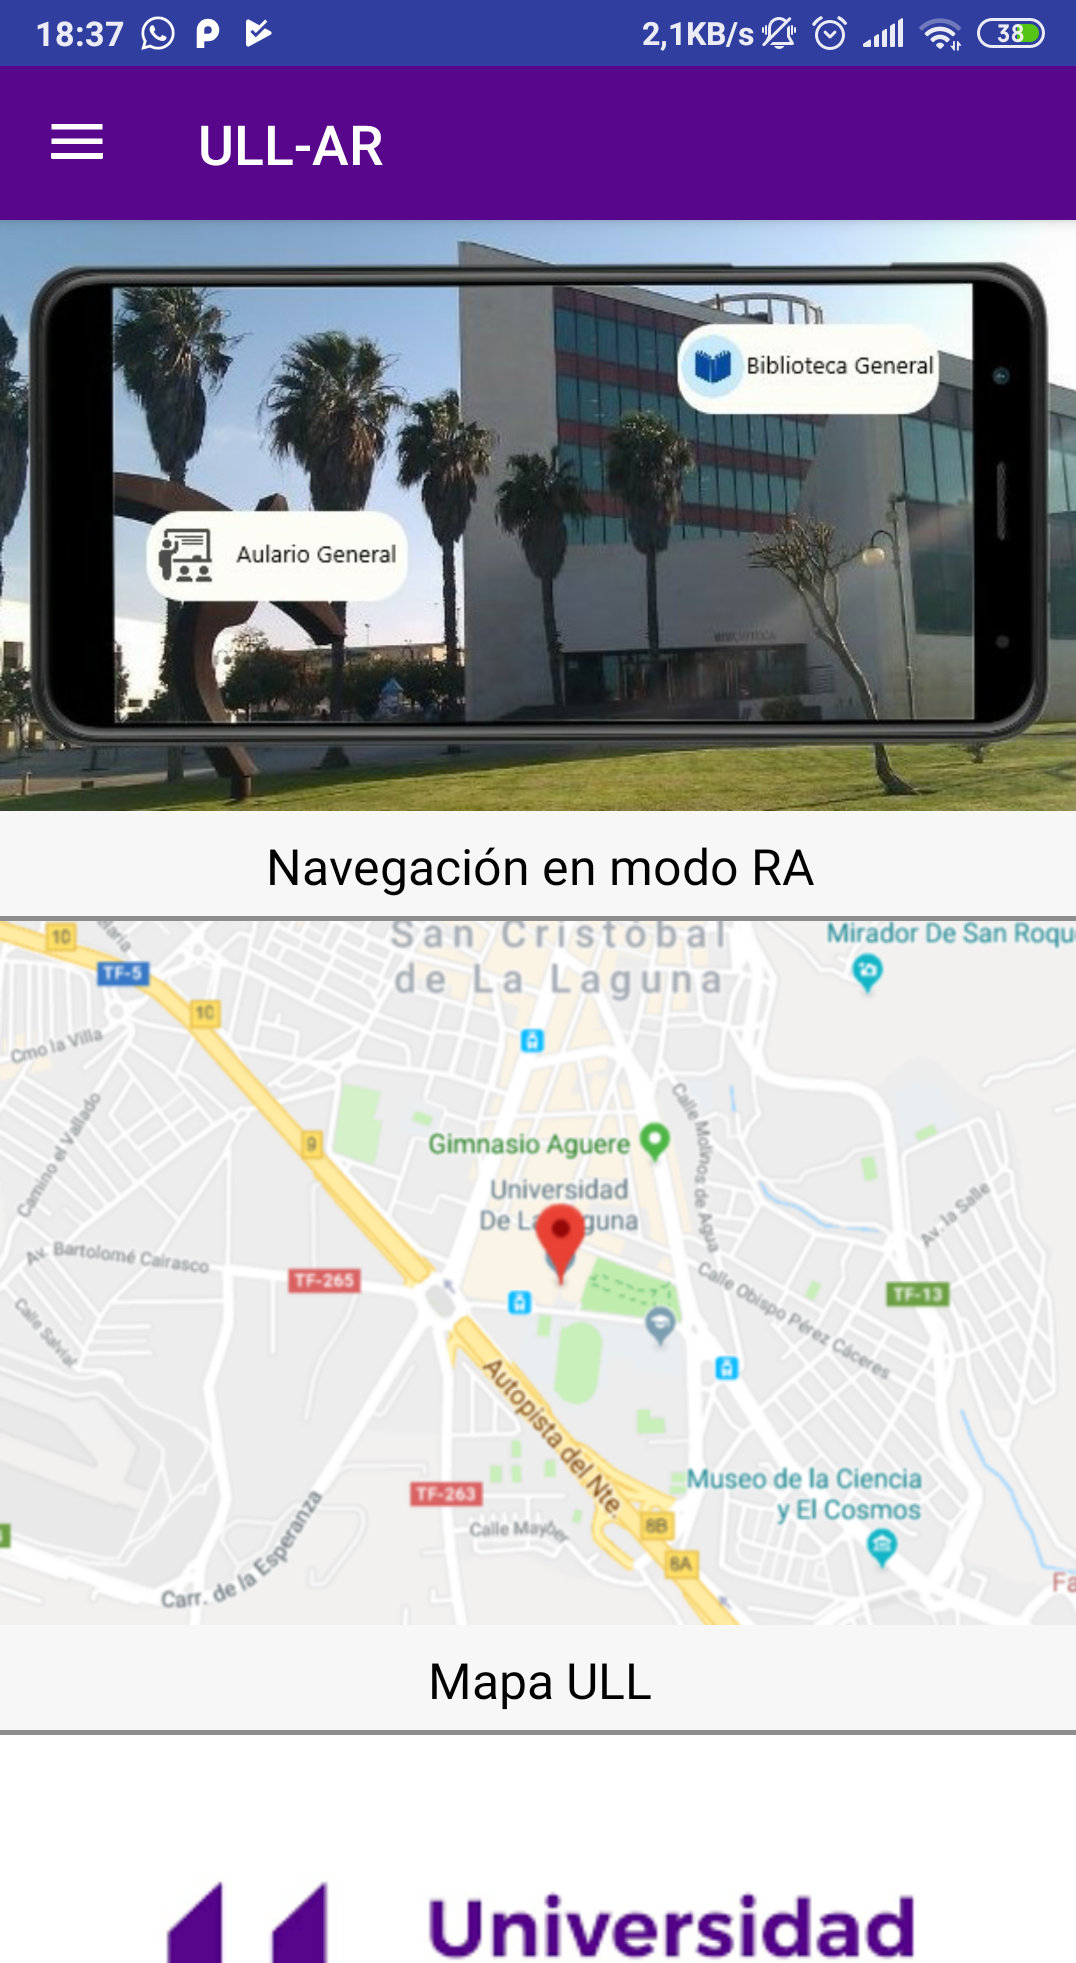 18:37
2,1KB/s
38
ULL-AR
Biblioteca General
Aulario General
BIBLIOTECA
Navegación en modo RA
San Cristóbal
de La Laguna
Mirador De San Roqu
10
TF-5
10
Cmo la Villa
Camino el Vallado
9
Gimnasio Aguere
Calle Molinos de Agua
Universidad
De La guna
Av. la Salle
Av. Bartolomé Cairasco
TF-265
Calle Obispo Pérez Cáceres
TF-13
Calle Salvial
Autopista del Nte.
Museo de la Ciencia
y El Cosmos
TF-263
Calle Mayber
8B
8A
Carr. de la Esperanza
Fa
Mapa ULL
Universidad